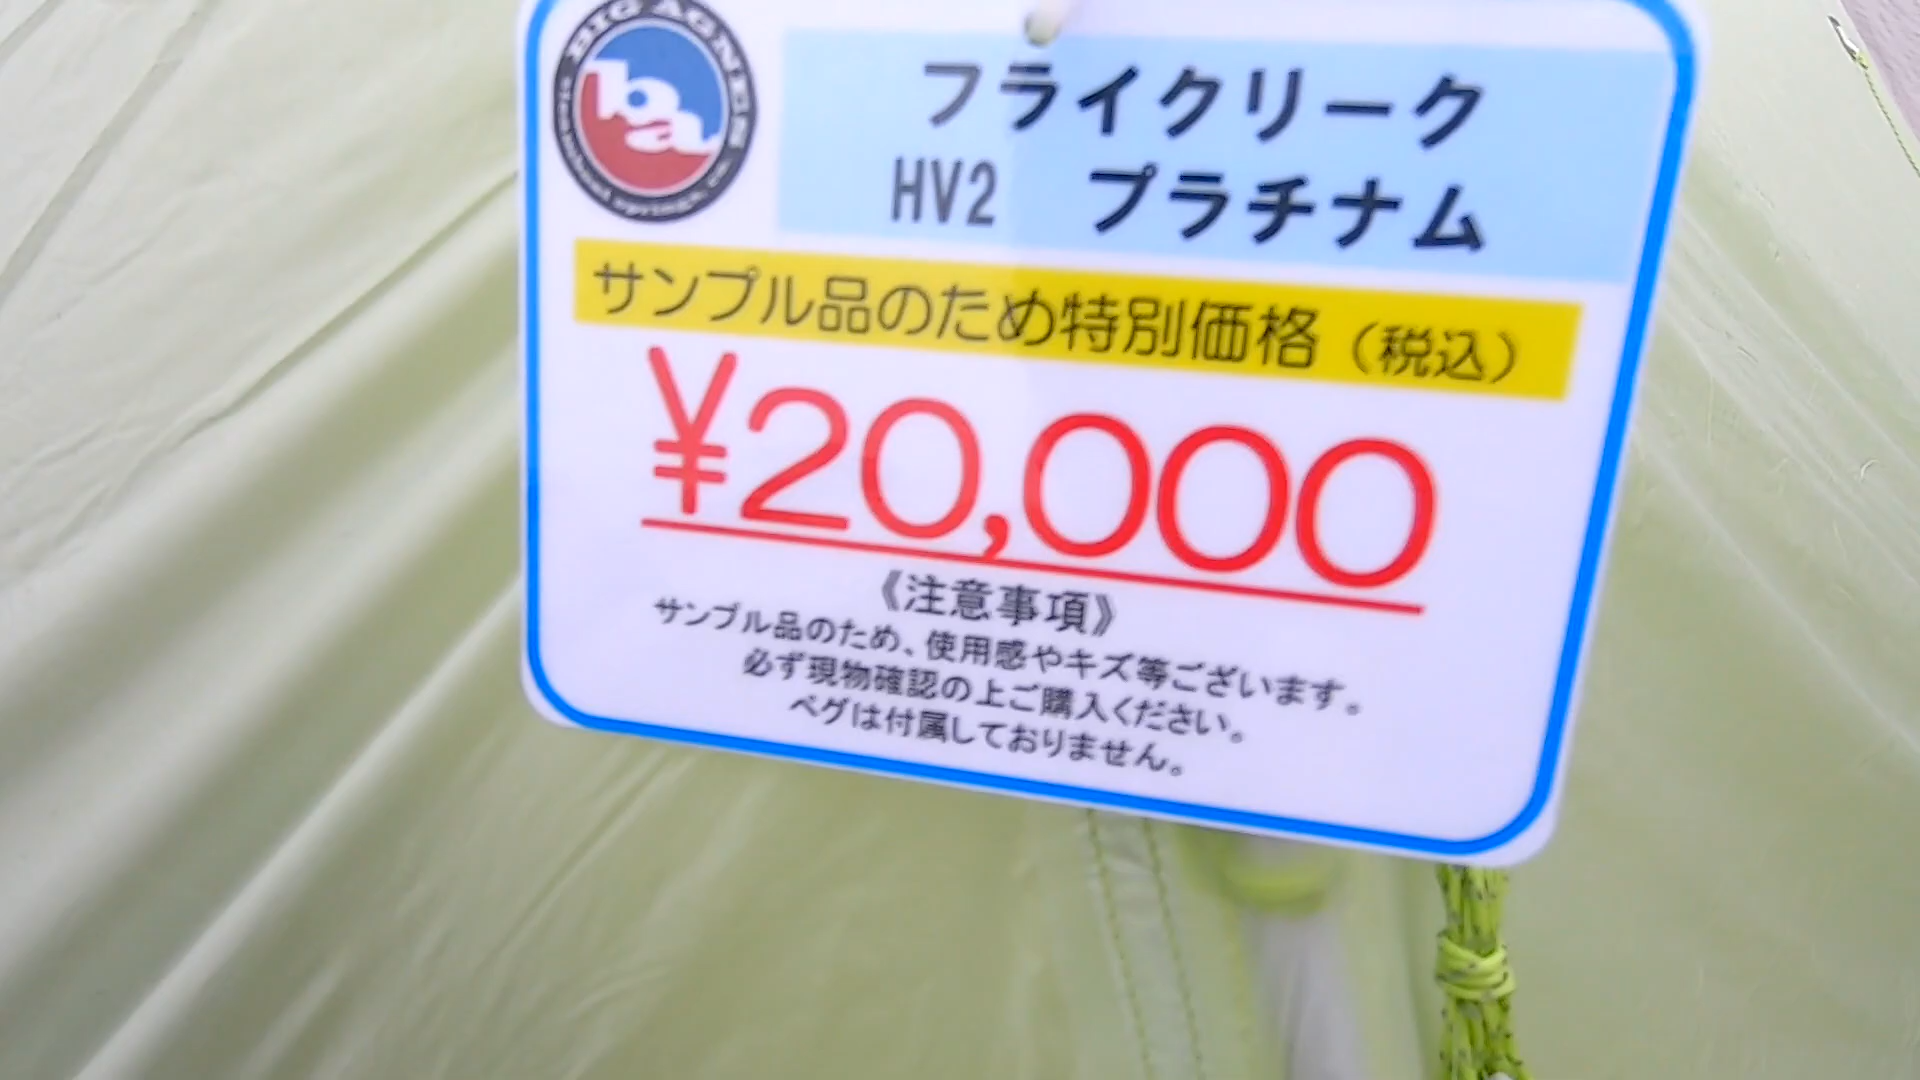 BIG AGNES
フライクリーク
HV2 プラチナム
サンプル品のため特別価格（税込）
¥20,000
《注意事項》
サンプル品のため、使用感やキズ等ございます。
必ず現物確認の上ご購入ください。
ペグは付属しておりません。